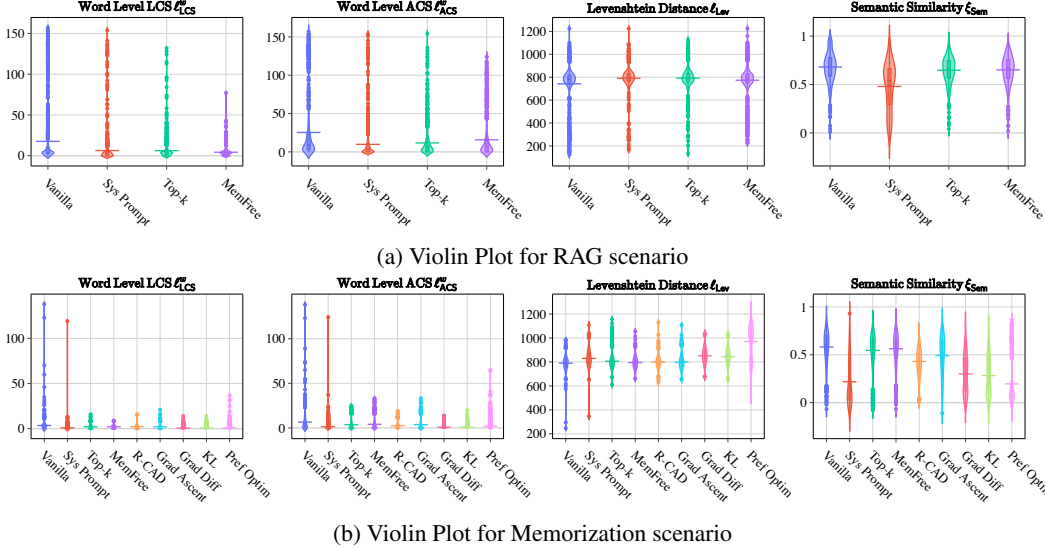 Word Level LCS ℓ^w_LCS
Word Level ACS ℓ^w_ACS
Levenshtein Distance ℓ_Lev
Semantic Similarity ξ_Sem
150
100
50
0
150
100
50
0
1200
1000
800
600
400
200
1
0.5
0
Vanilla
Sys Prompt
Top-k
MemFree
Vanilla
Sys Prompt
Top-k
MemFree
Vanilla
Sys Prompt
Top-k
MemFree
Vanilla
Sys Prompt
Top-k
MemFree
(a) Violin Plot for RAG scenario
Word Level LCS ℓ^w_LCS
Word Level ACS ℓ^w_ACS
Levenshtein Distance ℓ_Lev
Semantic Similarity ξ_Sem
100
50
0
100
50
0
1200
1000
800
600
400
200
1
0.5
0
Vanilla
Sys Prompt
Top-k
MemFree
R-CAD
Grad Ascent
Grad Diff
KL
Pref Optim
Vanilla
Sys Prompt
Top-k
MemFree
R-CAD
Grad Ascent
Grad Diff
KL
Pref Optim
Vanilla
Sys Prompt
Top-k
MemFree
R-CAD
Grad Ascent
Grad Diff
KL
Pref Optim
Vanilla
Sys Prompt
Top-k
MemFree
R-CAD
Grad Ascent
Grad Diff
KL
Pref Optim
(b) Violin Plot for Memorization scenario